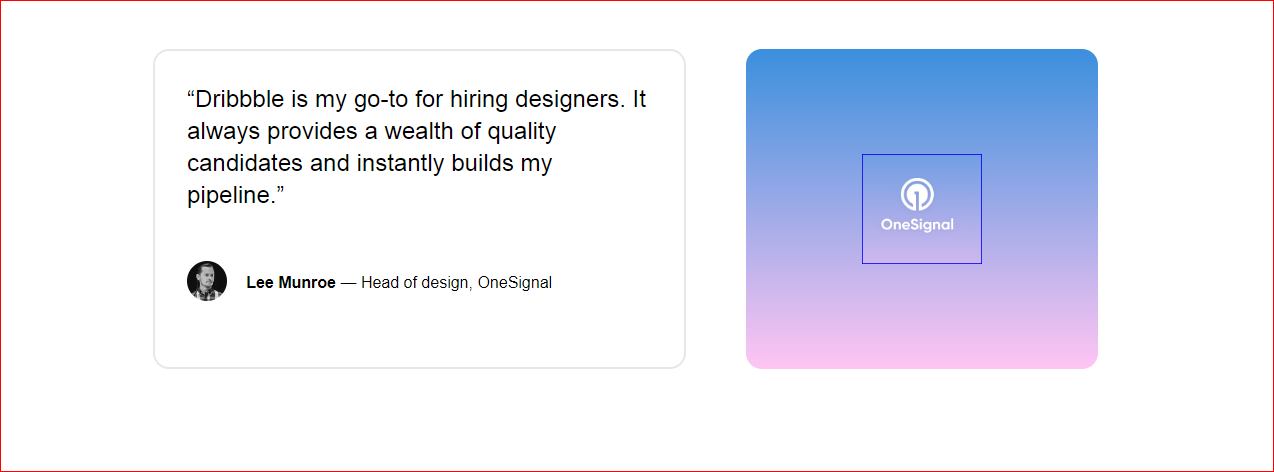 “Dribbble is my go-to for hiring designers. It
always provides a wealth of quality
candidates and instantly builds my
pipeline.”
Lee Munroe — Head of design, OneSignal
OneSignal